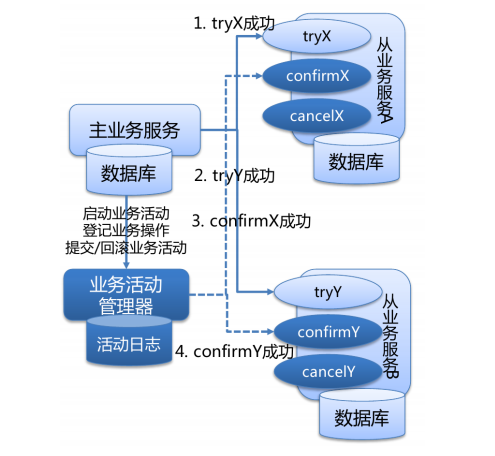 1. tryX成功
tryX
confirmX
cancelX
从业务服务A
数据库
主业务服务
数据库
2. tryY成功
启动业务活动
登记业务操作
提交/回滚业务活动
3. confirmX成功
业务活动
管理器
活动日志
tryY
confirmY
cancelY
从业务服务B
4. confirmY成功
数据库